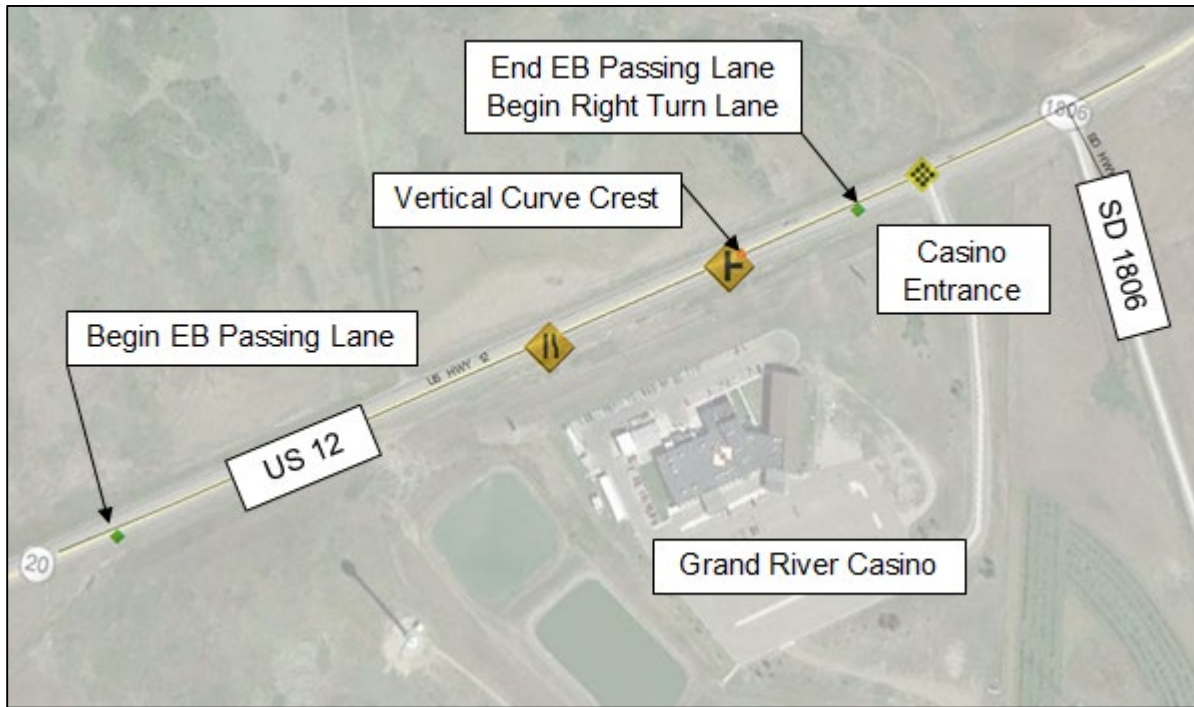 End EB Passing Lane
Begin Right Turn Lane
1806
Vertical Curve Crest
SD 1806
Casino
Entrance
Begin EB Passing Lane
US HWY 12
US 12
20
Grand River Casino